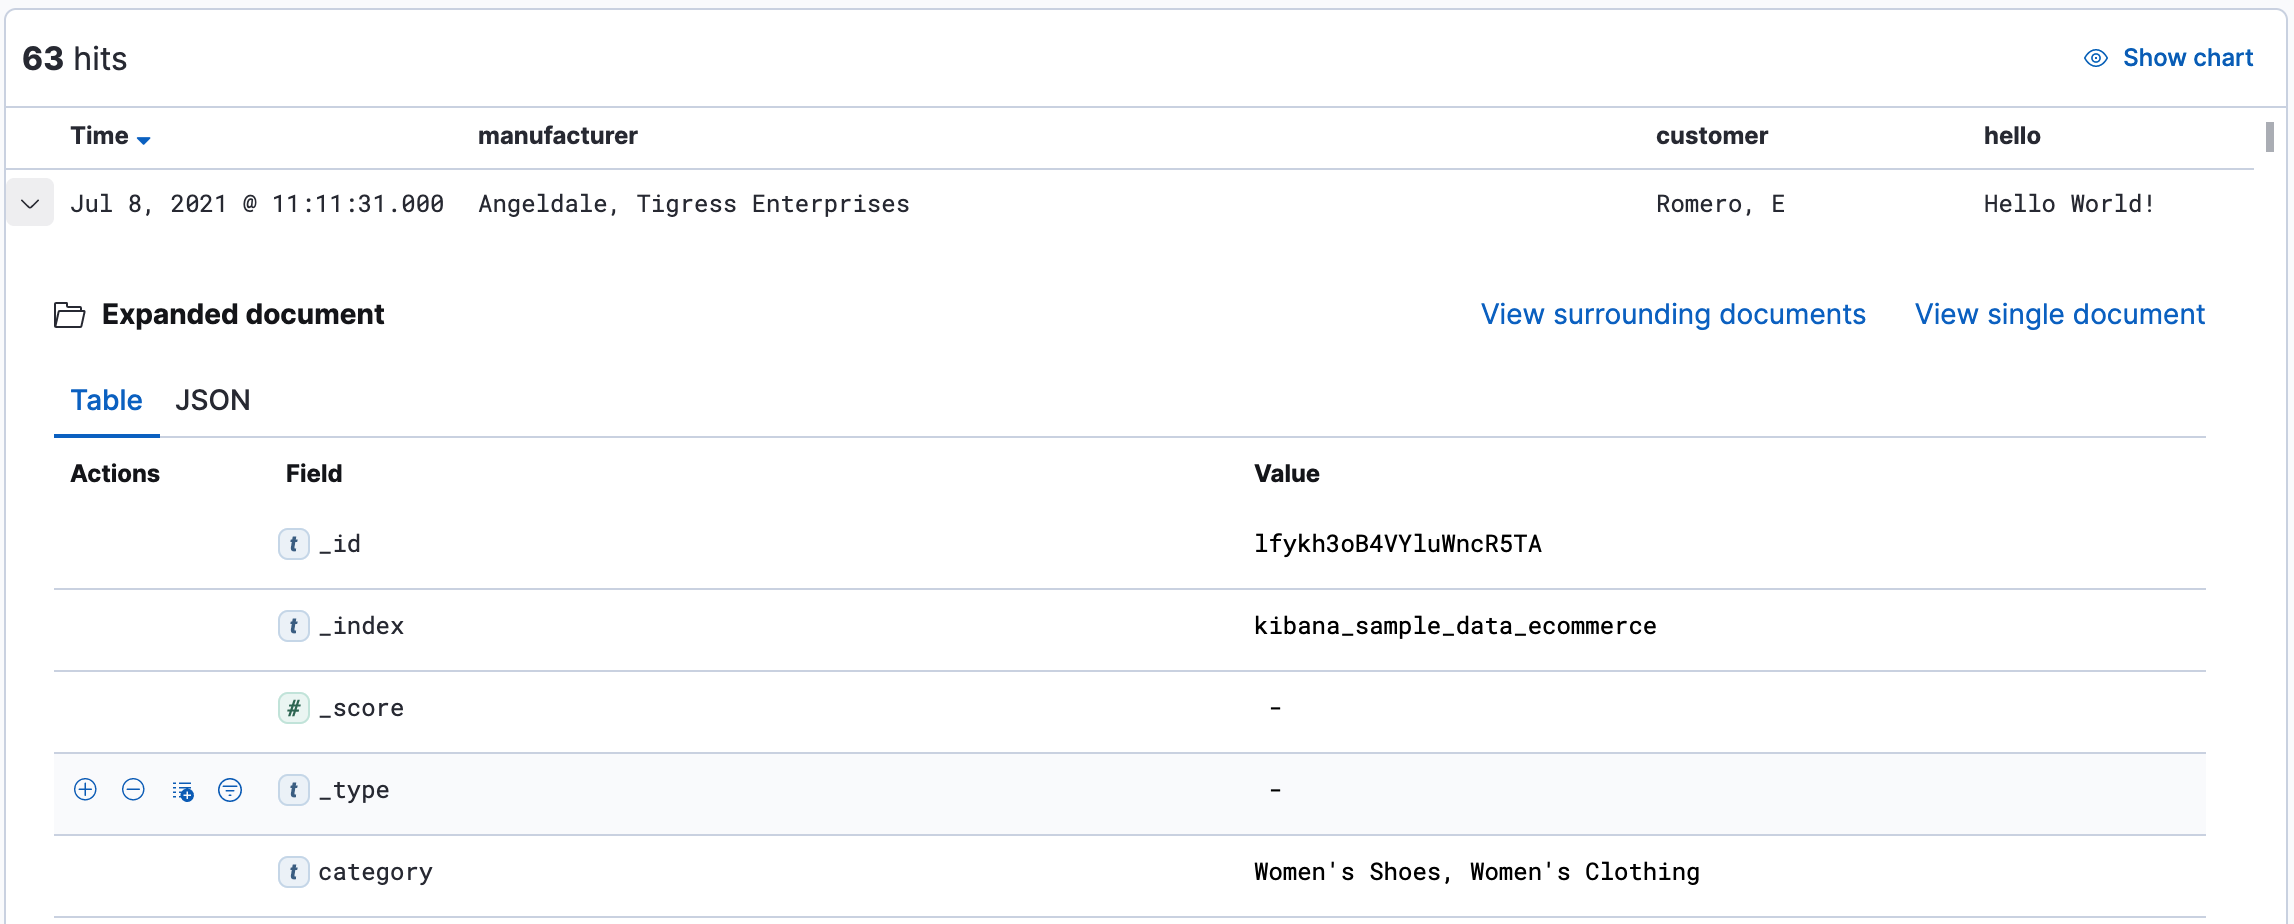 63 hits
Show chart
Time manufacturer customer hello
Jul 8, 2021 @ 11:11:31.000 Angeldale, Tigress Enterprises Romero, E Hello World!
Expanded document View surrounding documents View single document
Table JSON
Actions Field Value
t _id lfykh3oB4VYluWncR5TA
t _index kibana_sample_data_ecommerce
# _score -
t _type -
t category Women's Shoes, Women's Clothing